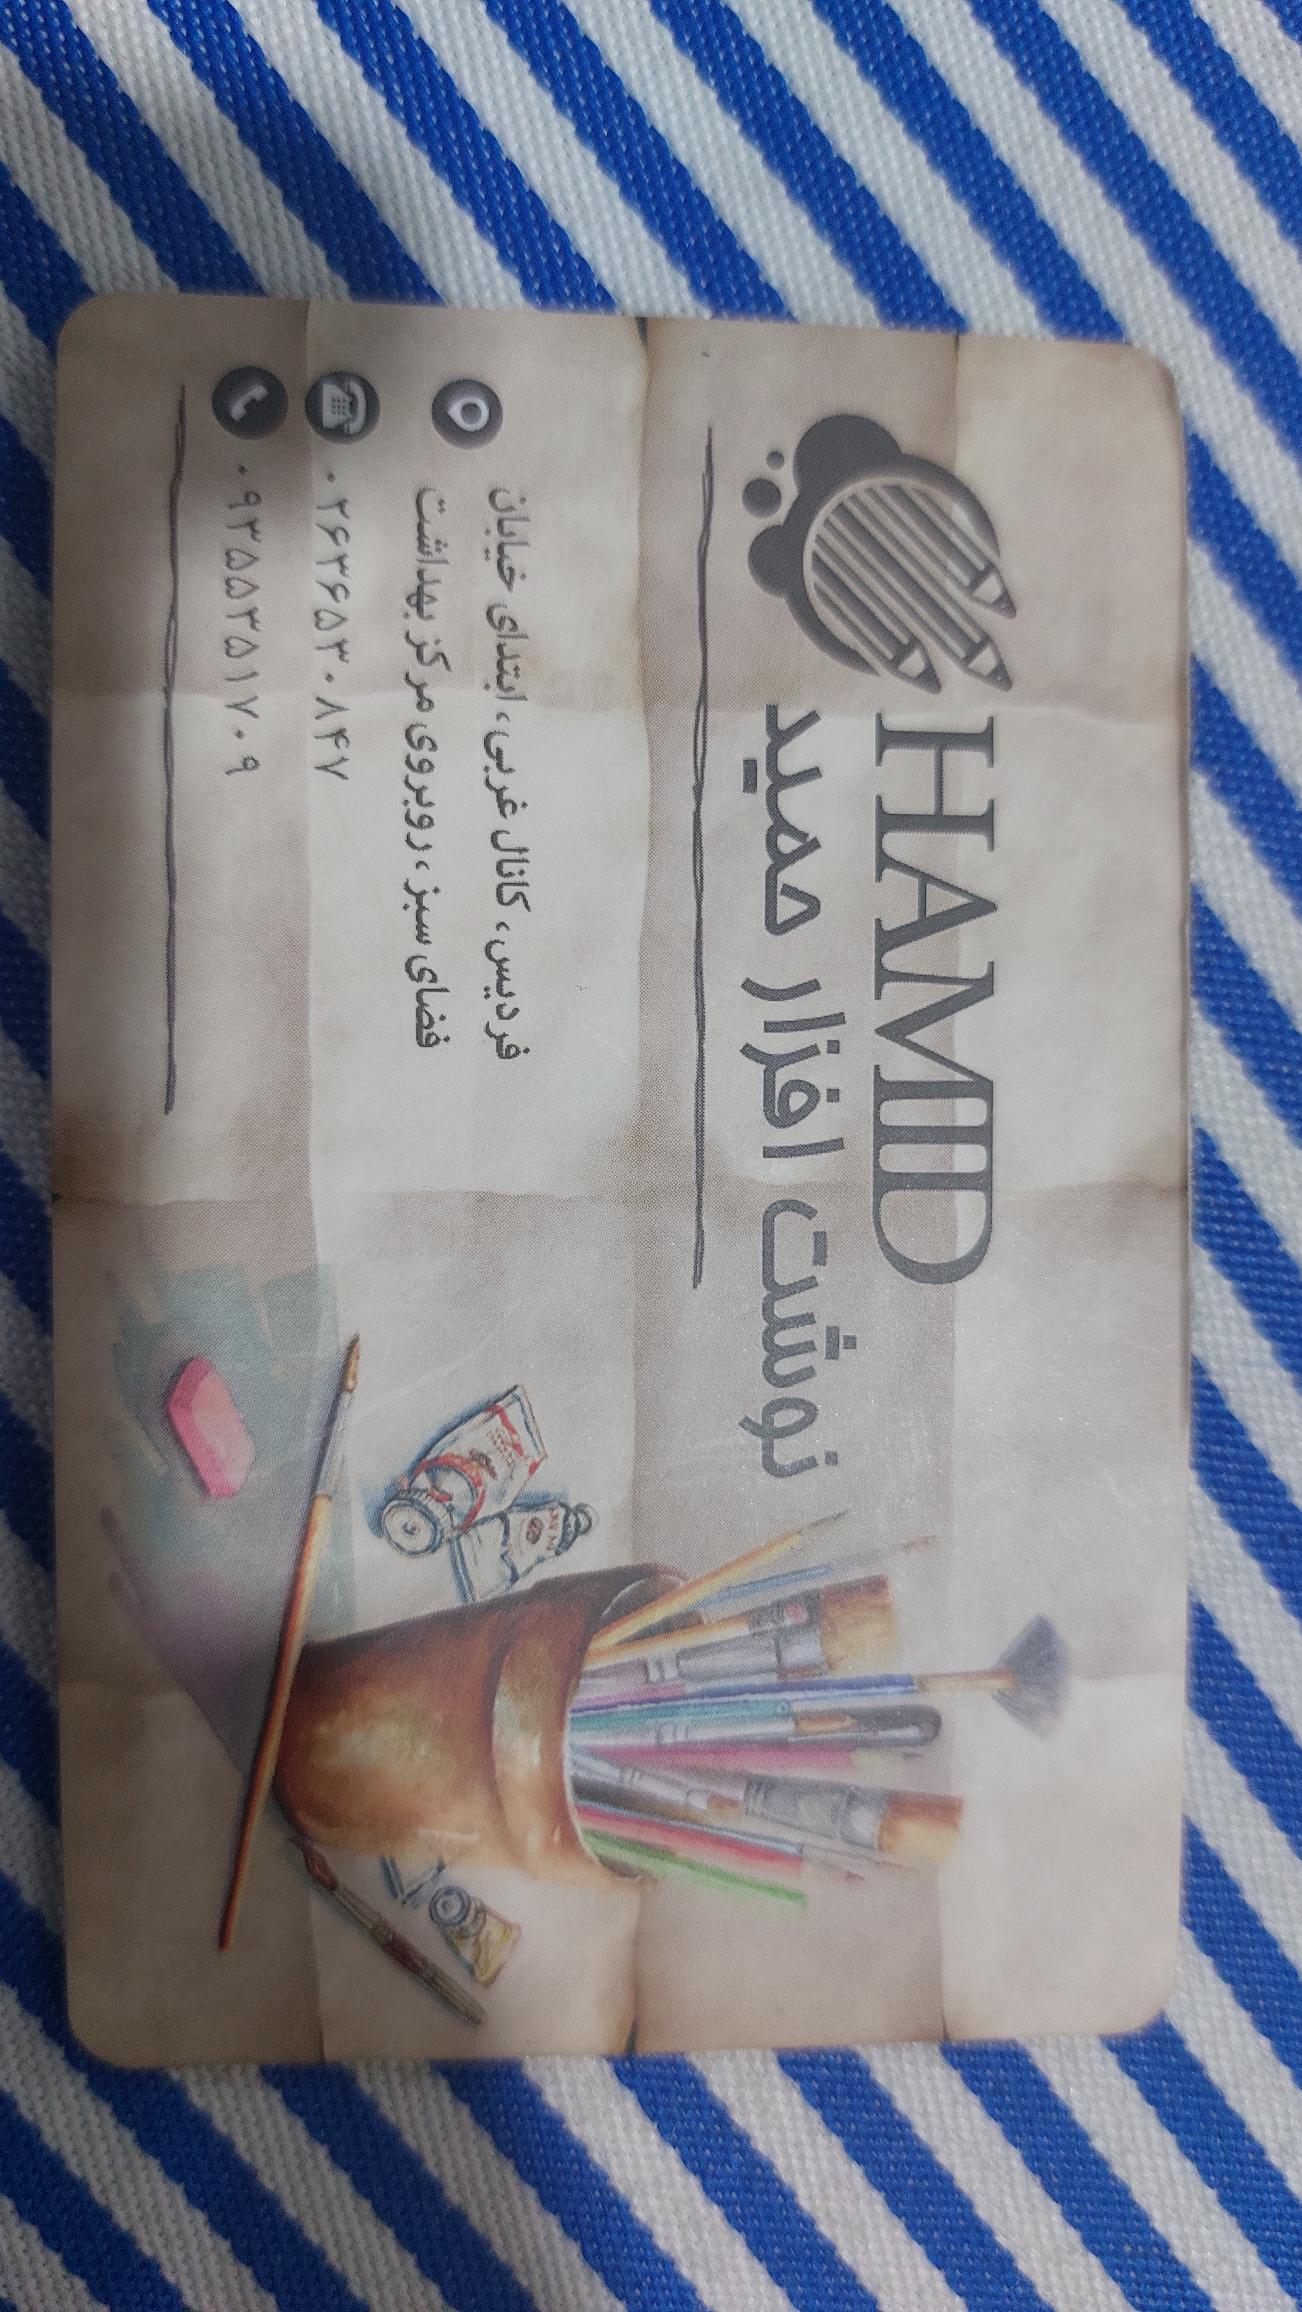 HAMID
نوشت افزار حمید
فردیس، کانال غربی، ابتدای خیابان
فضای سبز، روبروی مرکز بهداشت
۰۲۶۳۶۵۳۰۸۴۷
۰۹۳۵۵۳۵۱۷۰۹